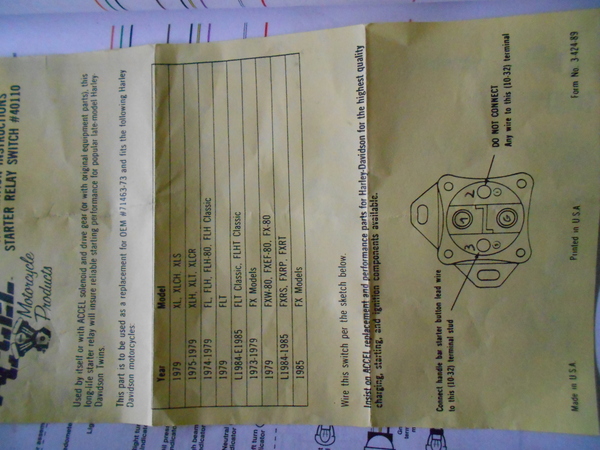 INSTRUCTIONS
STARTER RELAY SWITCH #40110
Motorcycle
Products
Used by itself or with ACCEL solenoid and drive gear (or with original equipment parts), this
long-life starter relay will insure reliable starting performance for popular late-model Harley-
Davidson Twins.
This part is to be used as a replacement for OEM #71463-73 and fits the following Harley
Davidson motorcycles:
Year Model
1979 XL, XLCH, XLS
1975-1979 XLH, XLT, XLCR
1974-1979 FL, FLH, FLH-80, FLH Classic
1979 FLT
L1984-E1985 FLT Classic, FLHT Classic
1973-1979 FX Models
1979 FXW-80, FXEF-80, FX-80
L1984-1985 FXRS, FXRP, FXRT
1985 FX Models
Wire this switch per the sketch below.
Insist on ACCEL replacement and performance parts for Harley-Davidson for the highest quality
charging, starting, and ignition components available.
Connect handle bar starter button lead wire
to this (10-32) terminal stud
DO NOT CONNECT
Any wire to this (10-32) terminal
3
2
Made in U.S.A.
Printed in U.S.A.
Form No. 3-424-89